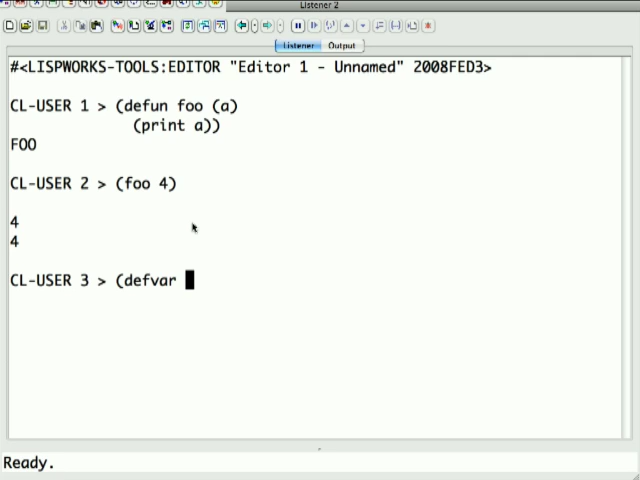 Listener 2
Listener Output
#<LISPWORKS-TOOLS:EDITOR "Editor 1 - Unnamed" 2008FED3>
CL-USER 1 > (defun foo (a)
(print a))
FOO
CL-USER 2 > (foo 4)
4
4
CL-USER 3 > (defvar
Ready.